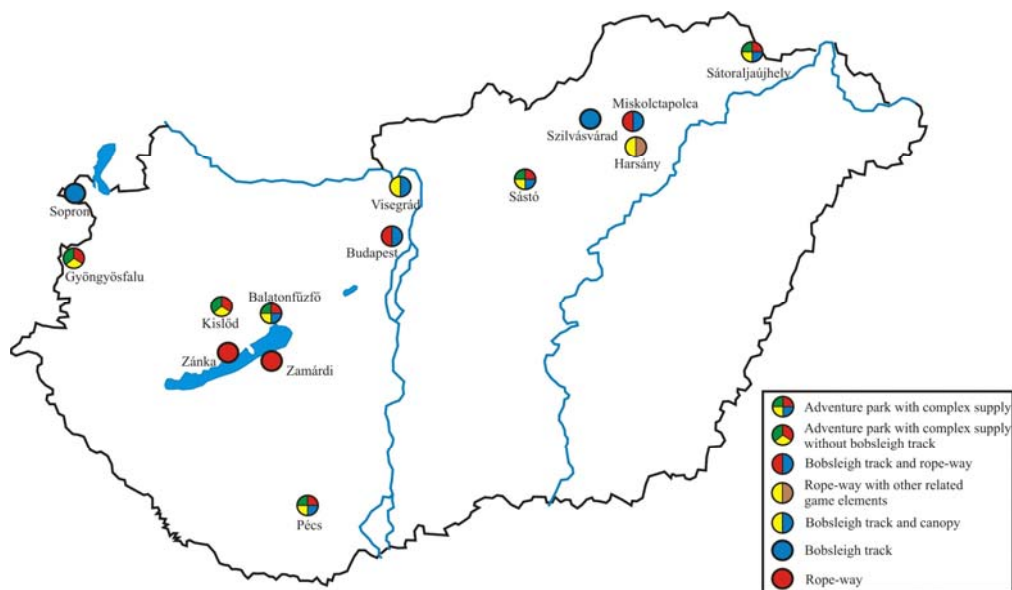 Sátoraljaújhely
Miskolctapolca
Szilvásvárad
Harsány
Sástó
Visegrád
Sopron
Budapest
Gyöngyösfalu
Balatonfűzfő
Kislőd
Zánka
Zamárdi
Pécs
Adventure park with complex supply
Adventure park with complex supply
without bobsleigh track
Bobsleigh track and rope-way
Rope-way with other related
game elements
Bobsleigh track and canopy
Bobsleigh track
Rope-way